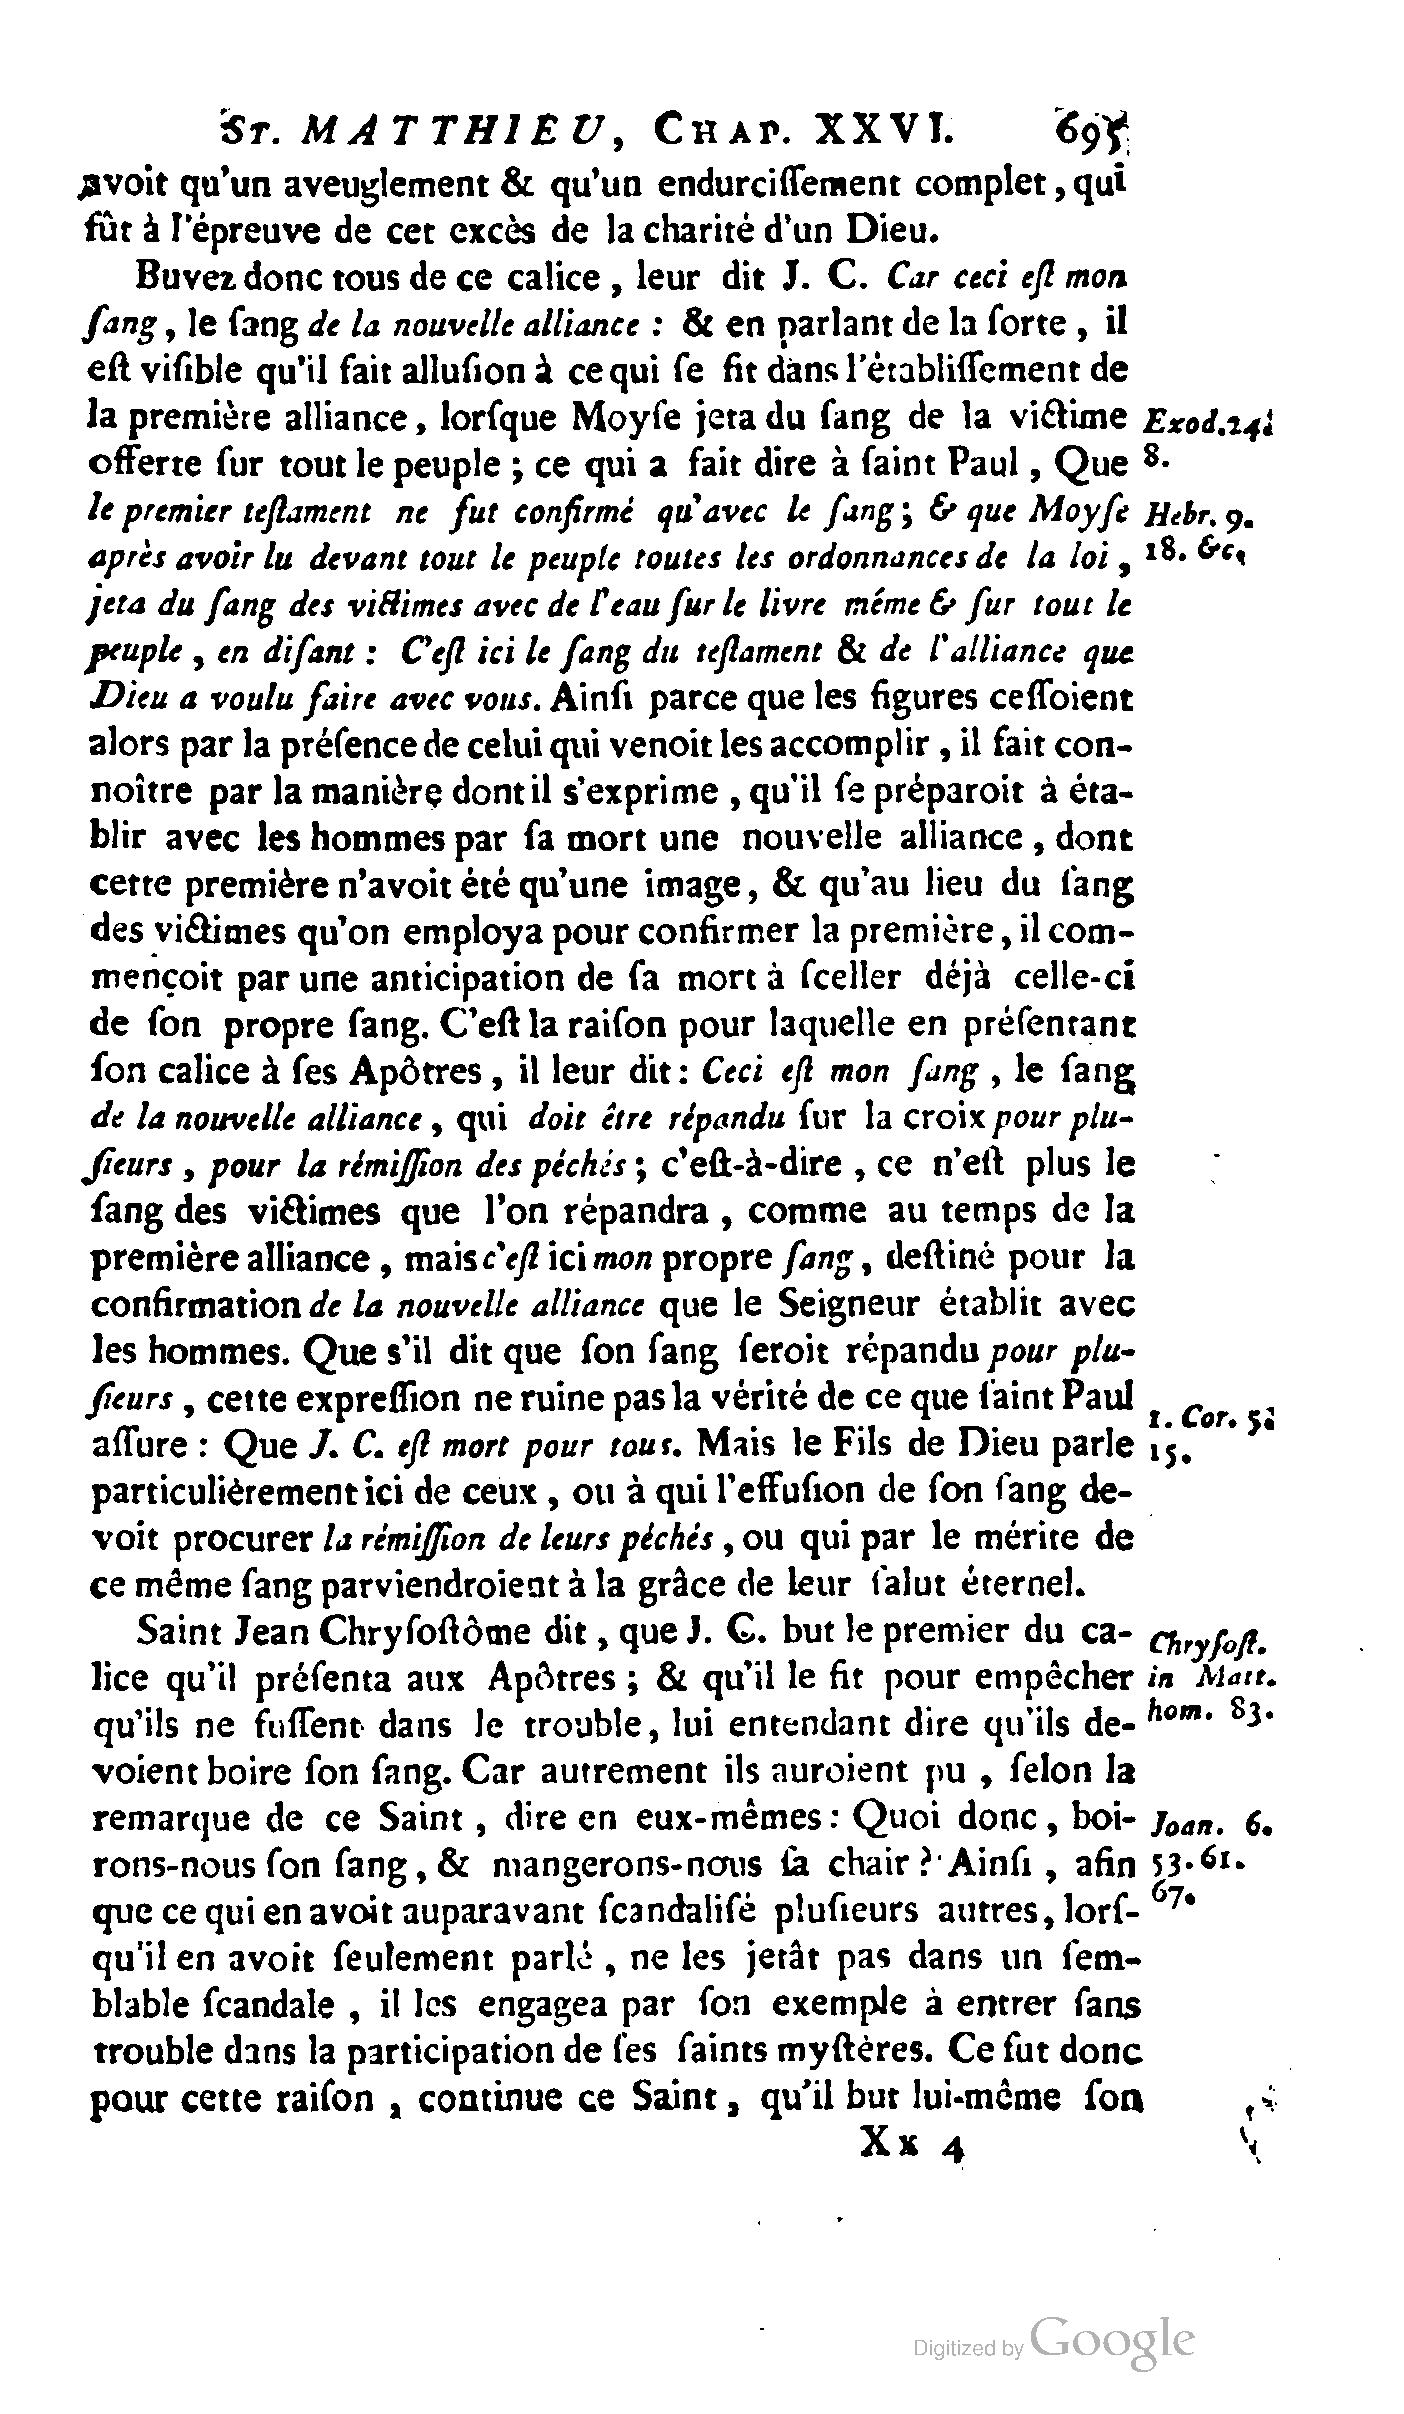 St. MATTHIEU, Chap. XXVI. 695
avoit qu'un aveuglement & qu'un endurciſſement complet, qui
fût à l'épreuve de cet excès de la charité d'un Dieu.
Buvez donc tous de ce calice, leur dit J. C. Car ceci eſt mon
ſang, le ſang de la nouvelle alliance : & en parlant de la ſorte, il
eſt viſible qu'il fait alluſion à ce qui ſe fit dans l'établiſſement de
la première alliance, lorſque Moyſe jeta du ſang de la victime
Exod. 24.
offerte ſur tout le peuple ; ce qui a fait dire à ſaint Paul, Que
8.
le premier teſtament ne fut confirmé qu'avec le ſang ; & que Moyſe
Hebr. 9.
après avoir lu devant tout le peuple toutes les ordonnances de la loi,
18. &c.
jeta du ſang des victimes avec de l'eau ſur le livre même & ſur tout le
peuple, en diſant : C'eſt ici le ſang du teſtament & de l'alliance que
Dieu a voulu faire avec vous. Ainſi parce que les figures ceſſoient
alors par la préſence de celui qui venoit les accomplir, il fait con-
noître par la manière dont il s'exprime, qu'il ſe préparoit à éta-
blir avec les hommes par ſa mort une nouvelle alliance, dont
cette première n'avoit été qu'une image, & qu'au lieu du ſang
des victimes qu'on employa pour confirmer la première, il com-
mençoit par une anticipation de ſa mort à ſceller déjà celle-ci
de ſon propre ſang. C'eſt la raiſon pour laquelle en préſentant
ſon calice à ſes Apôtres, il leur dit : Ceci eſt mon ſang, le ſang
de la nouvelle alliance, qui doit être répandu ſur la croix pour plu-
ſieurs, pour la rémiſſion des péchés ; c'eſt-à-dire, ce n'eſt plus le
ſang des victimes que l'on répandra, comme au temps de la
première alliance, mais c'eſt ici mon propre ſang, deſtiné pour la
confirmation de la nouvelle alliance que le Seigneur établit avec
les hommes. Que s'il dit que ſon ſang ſeroit répandu pour plu-
ſieurs, cette expreſſion ne ruine pas la vérité de ce que ſaint Paul
1. Cor. 5.
aſſure : Que J. C. eſt mort pour tous. Mais le Fils de Dieu parle
15.
particulièrement ici de ceux, ou à qui l'effuſion de ſon ſang de-
voit procurer la rémiſſion de leurs péchés, ou qui par le mérite de
ce même ſang parviendroient à la grâce de leur ſalut éternel.
Saint Jean Chryſoſtôme dit, que J. C. but le premier du ca-
Chryſoſt.
lice qu'il préſenta aux Apôtres ; & qu'il le fit pour empêcher
in Matt.
qu'ils ne fuſſent dans le trouble, lui entendant dire qu'ils de-
hom. 83.
voient boire ſon ſang. Car autrement ils auroient pu, ſelon la
remarque de ce Saint, dire en eux-mêmes : Quoi donc, boi-
Joan. 6.
rons-nous ſon ſang, & mangerons-nous ſa chair ? Ainſi, afin
53. 61.
que ce qui en avoit auparavant ſcandaliſé pluſieurs autres, lorſ-
67.
qu'il en avoit ſeulement parlé, ne les jetât pas dans un ſem-
blable ſcandale, il les engagea par ſon exemple à entrer ſans
trouble dans la participation de ſes ſaints myſtères. Ce fut donc
pour cette raiſon, continue ce Saint, qu'il but lui-même ſon
Xx 4
Digitized by Google